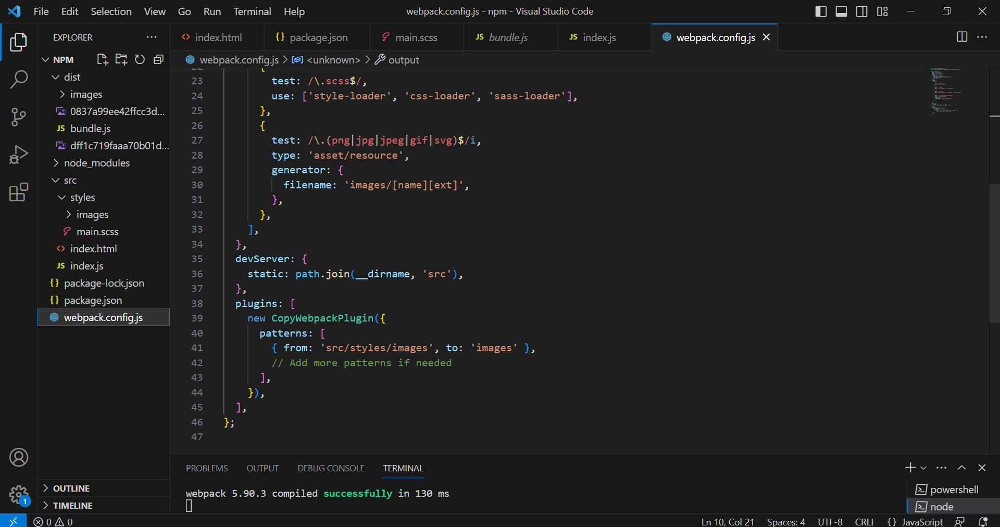 File Edit Selection View Go Run Terminal Help
webpack.config.js - npm - Visual Studio Code
EXPLORER
NPM
dist
images
0837a99ee42ffcc3d...
bundle.js
dff1c719faaa70b01d...
node_modules
src
styles
images
main.scss
index.html
index.js
package-lock.json
package.json
webpack.config.js
OUTLINE
TIMELINE
index.html package.json main.scss bundle.js index.js webpack.config.js
webpack.config.js > <unknown> > output
22 {
23 test: /\.scss$/,
24 use: ['style-loader', 'css-loader', 'sass-loader'],
25 },
26 {
27 test: /\.(png|jpg|jpeg|gif|svg)$/i,
28 type: 'asset/resource',
29 generator: {
30 filename: 'images/[name][ext]',
31 },
32 },
33 ],
34 },
35 devServer: {
36 static: path.join(__dirname, 'src'),
37 },
38 plugins: [
39 new CopyWebpackPlugin({
40 patterns: [
41 { from: 'src/styles/images', to: 'images' },
42 // Add more patterns if needed
43 ],
44 }),
45 ],
46 };
47
PROBLEMS OUTPUT DEBUG CONSOLE TERMINAL
webpack 5.90.3 compiled successfully in 130 ms
powershell
node
1
0 0
Ln 10, Col 21 Spaces: 4 UTF-8 CRLF {} JavaScript